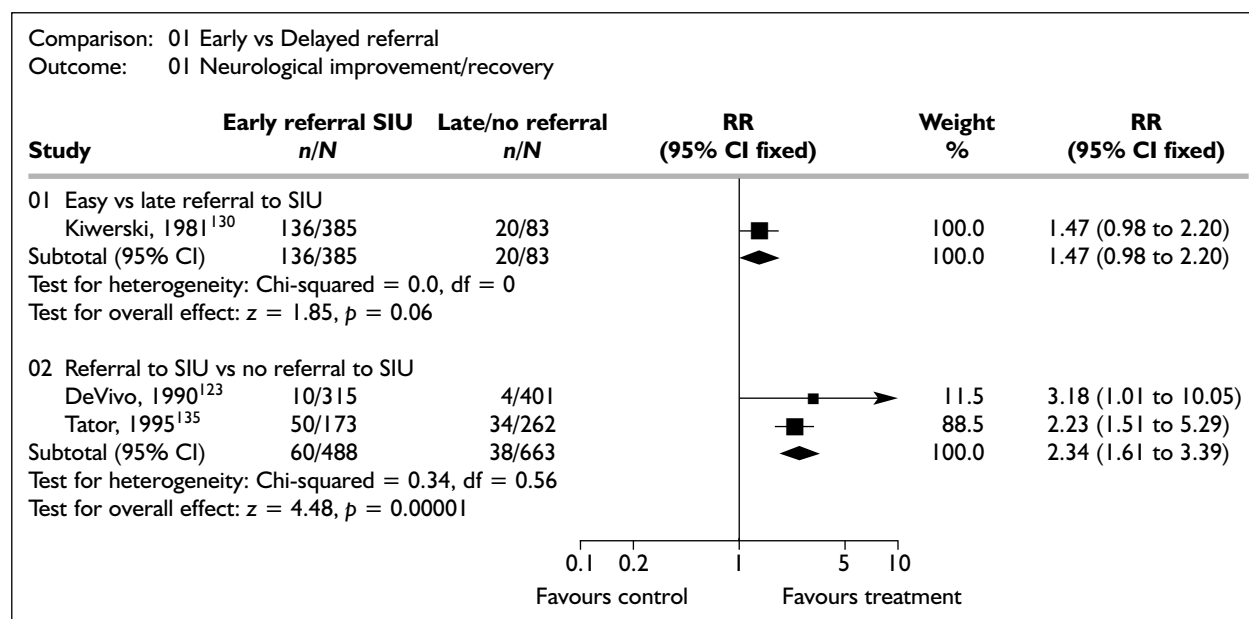 Comparison: 01 Early vs Delayed referral
Outcome: 01 Neurological improvement/recovery
Early referral SIU Late/no referral RR Weight RR
Study n/N n/N (95% CI fixed) % (95% CI fixed)
01 Easy vs late referral to SIU
Kiwerski, 1981130 136/385 20/83 100.0 1.47 (0.98 to 2.20)
Subtotal (95% CI) 136/385 20/83 100.0 1.47 (0.98 to 2.20)
Test for heterogeneity: Chi-squared = 0.0, df = 0
Test for overall effect: z = 1.85, p = 0.06
02 Referral to SIU vs no referral to SIU
DeVivo, 1990123 10/315 4/401 11.5 3.18 (1.01 to 10.05)
Tator, 1995135 50/173 34/262 88.5 2.23 (1.51 to 5.29)
Subtotal (95% CI) 60/488 38/663 100.0 2.34 (1.61 to 3.39)
Test for heterogeneity: Chi-squared = 0.34, df = 0.56
Test for overall effect: z = 4.48, p = 0.00001
0.1 0.2 1 5 10
Favours control Favours treatment